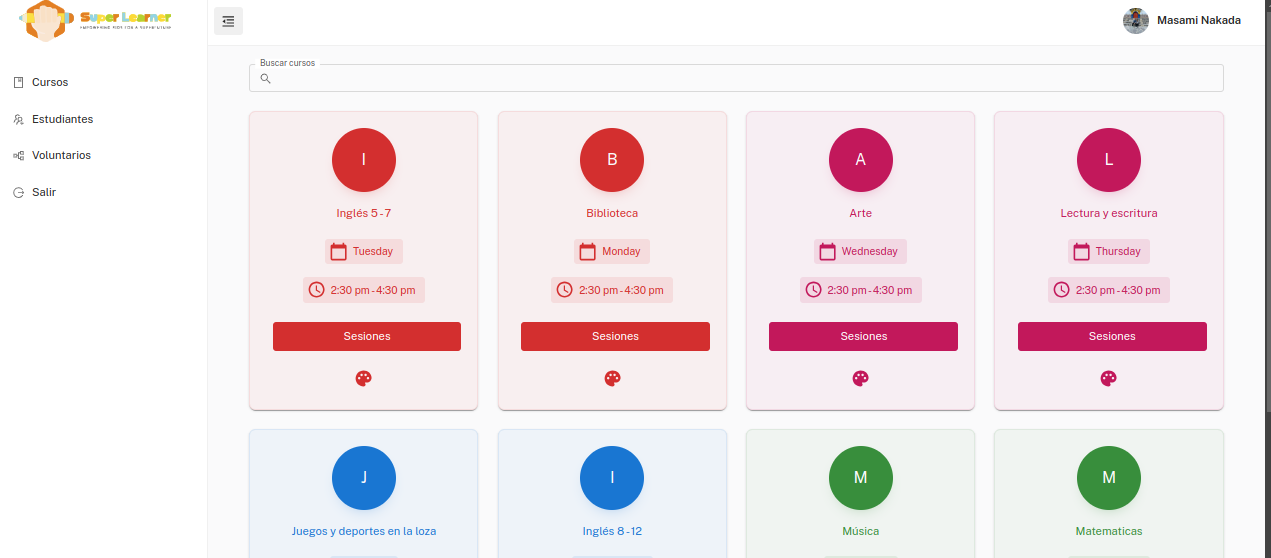 Super Learner
Masami Nakada
Buscar cursos
Cursos
Estudiantes
Voluntarios
Salir
I
Inglés 5 - 7
Tuesday
2:30 pm - 4:30 pm
Sesiones
B
Biblioteca
Monday
2:30 pm - 4:30 pm
Sesiones
A
Arte
Wednesday
2:30 pm - 4:30 pm
Sesiones
L
Lectura y escritura
Thursday
2:30 pm - 4:30 pm
Sesiones
J
Juegos y deportes en la loza
I
Inglés 8 - 12
M
Música
M
Matematicas